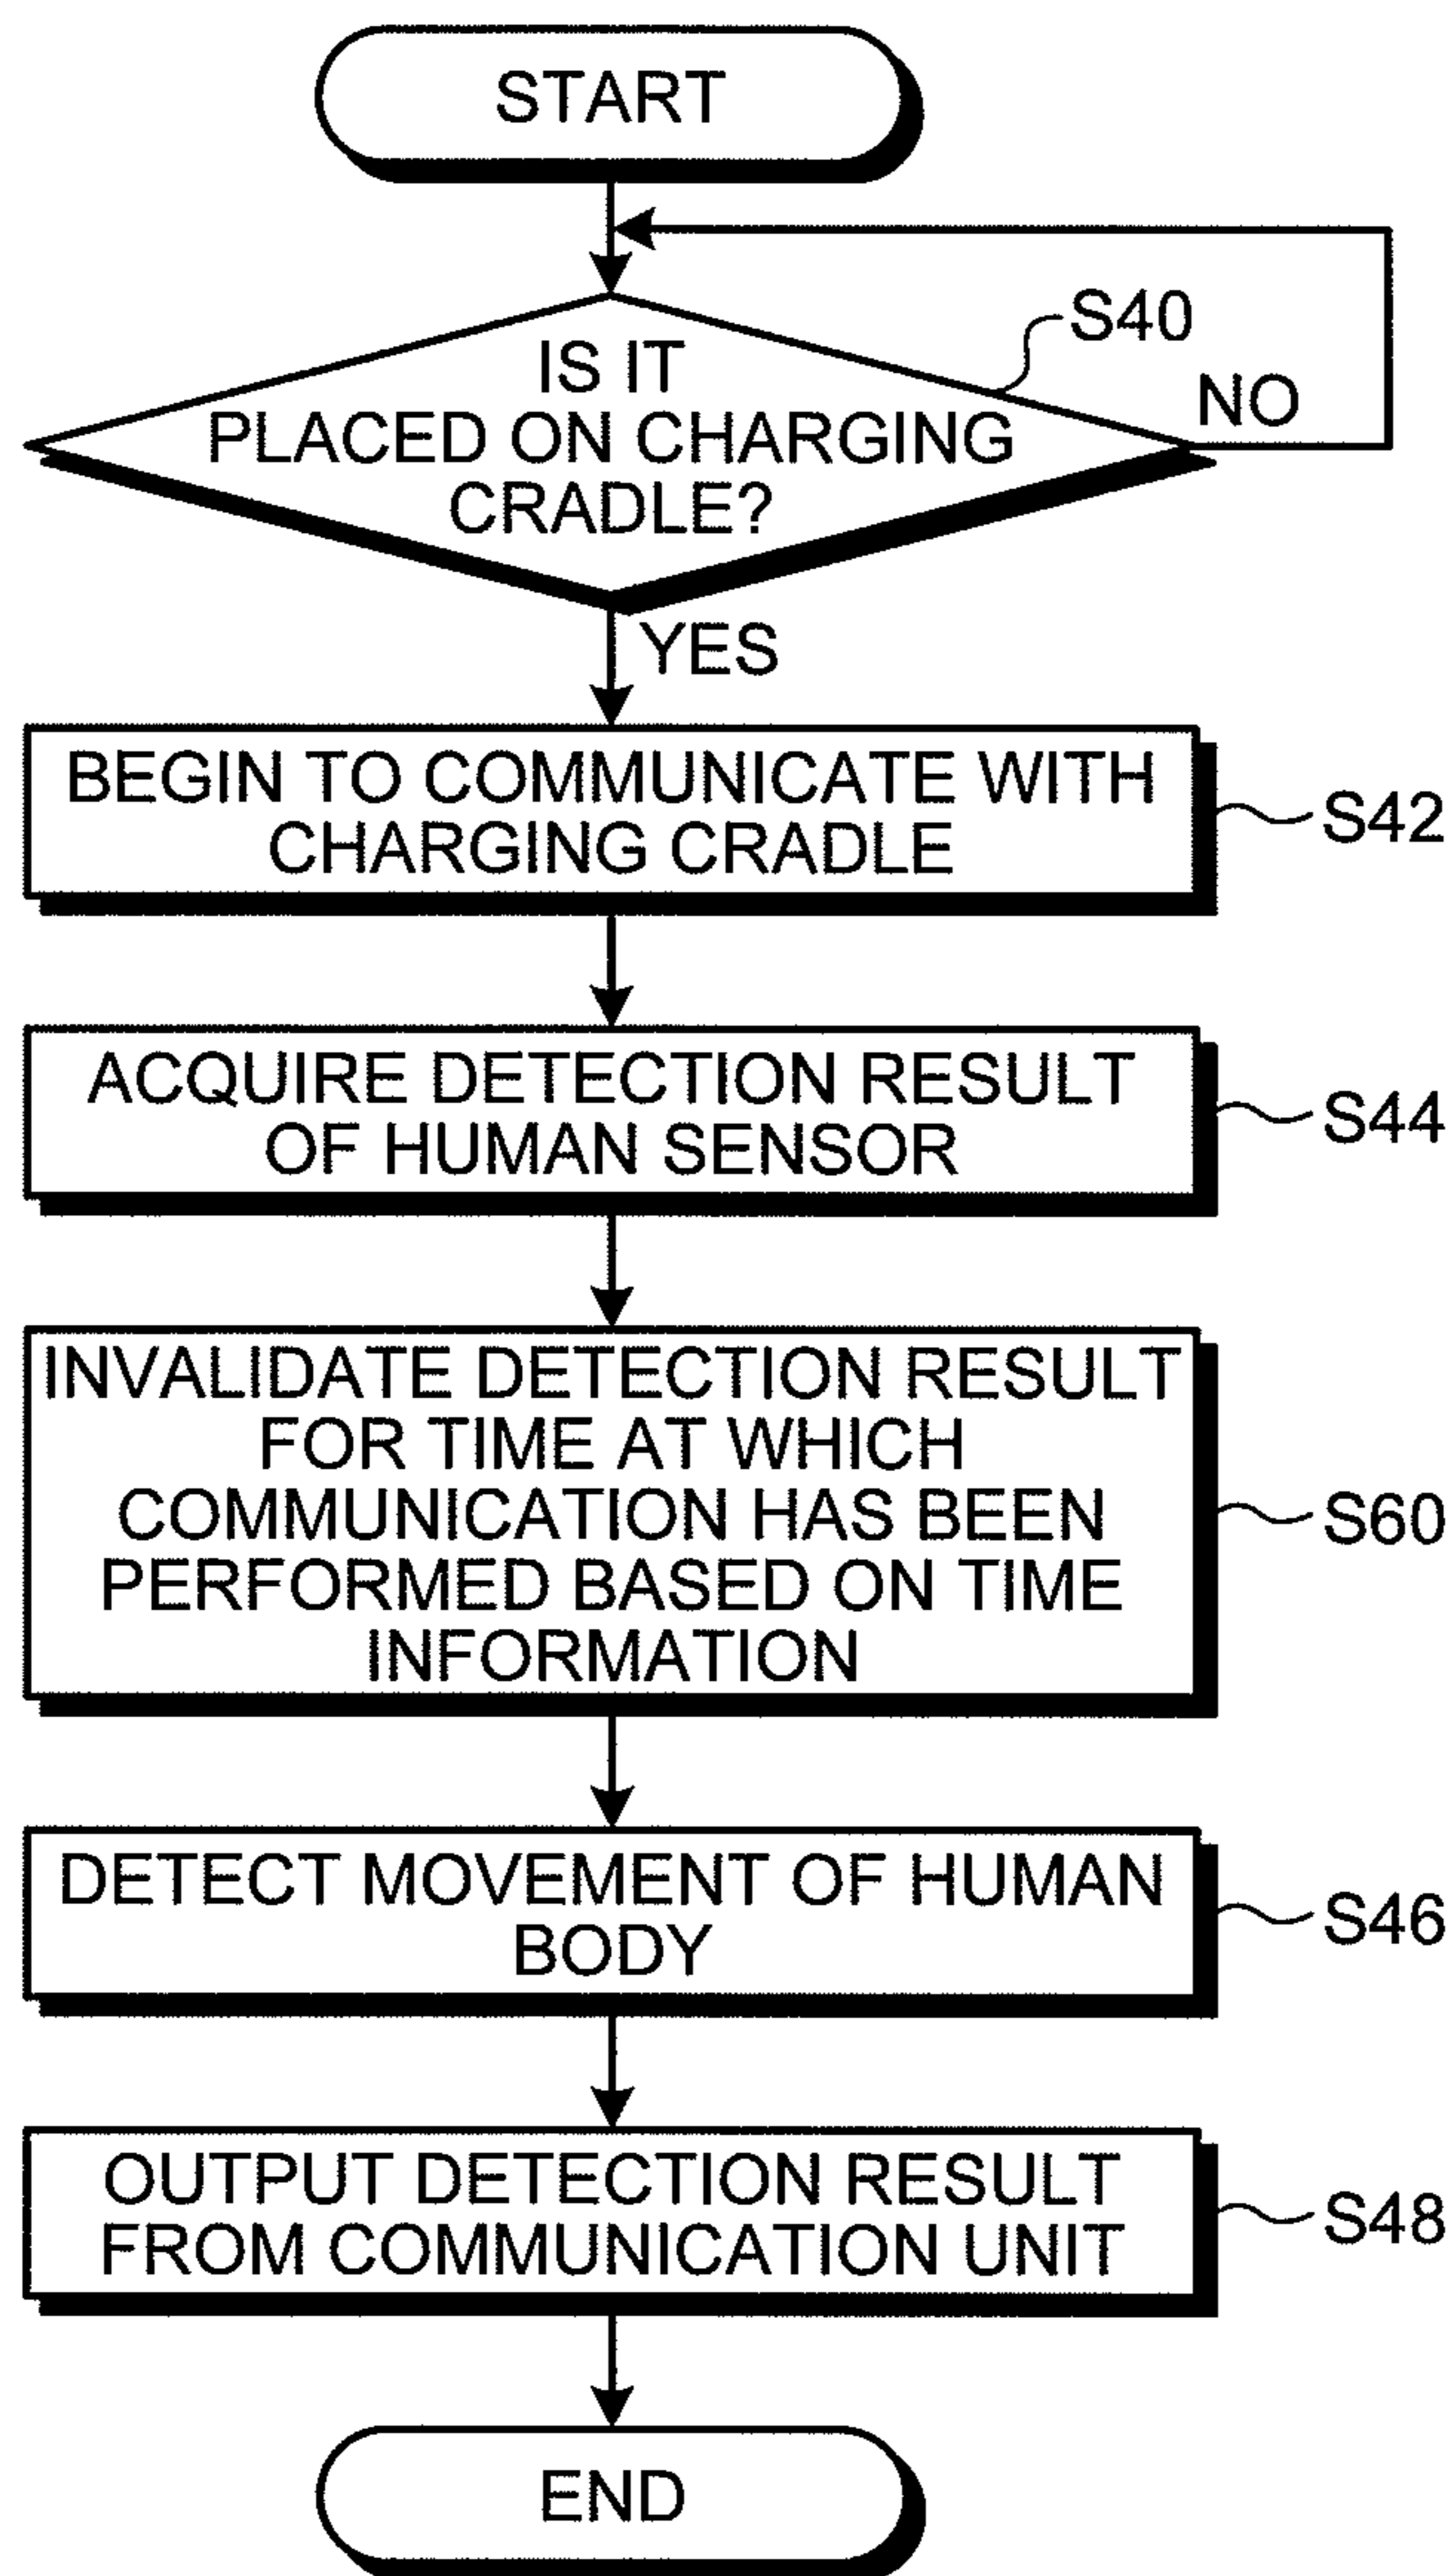 START
S40
IS IT
PLACED ON CHARGING
CRADLE?
NO
YES
BEGIN TO COMMUNICATE WITH
CHARGING CRADLE
S42
ACQUIRE DETECTION RESULT
OF HUMAN SENSOR
S44
INVALIDATE DETECTION RESULT
FOR TIME AT WHICH
COMMUNICATION HAS BEEN
PERFORMED BASED ON TIME
INFORMATION
S60
DETECT MOVEMENT OF HUMAN
BODY
S46
OUTPUT DETECTION RESULT
FROM COMMUNICATION UNIT
S48
END